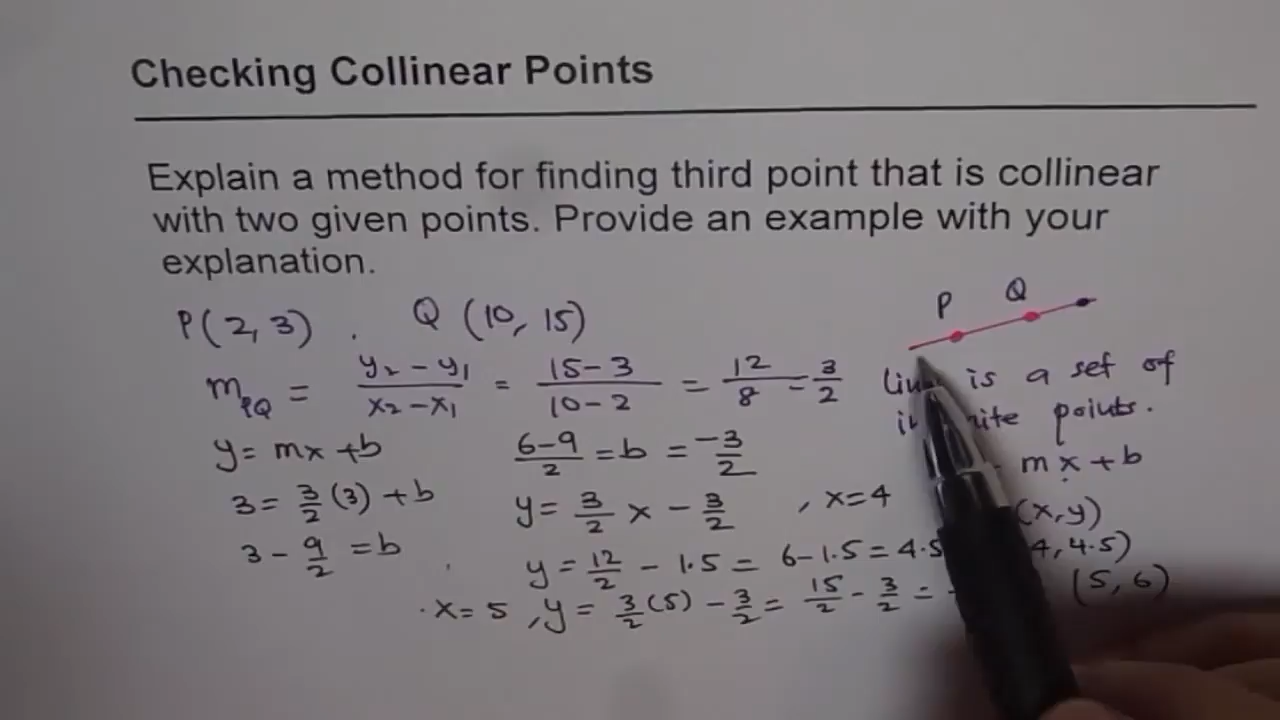 Checking Collinear Points
Explain a method for finding third point that is collinear
with two given points. Provide an example with your
explanation.
P(2, 3) . Q (10, 15)
P Q
m_PQ = (y₂ - y₁)/(x₂ - x₁) = (15 - 3)/(10 - 2) = 12/8 = 3/2
is a set of
points.
y = mx + b
(6 - 9)/2 = b = -3/2
mx + b
3 = 3/2 (3) + b
y = 3/2 x - 3/2 , x = 4
(x, y)
3 - 9/2 = b
y = 12/2 - 1.5 = 6 - 1.5 = 4.5
4, 4.5)
x = 5 , y = 3/2 (5) - 3/2 = 15/2 - 3/2 =
(5, 6)